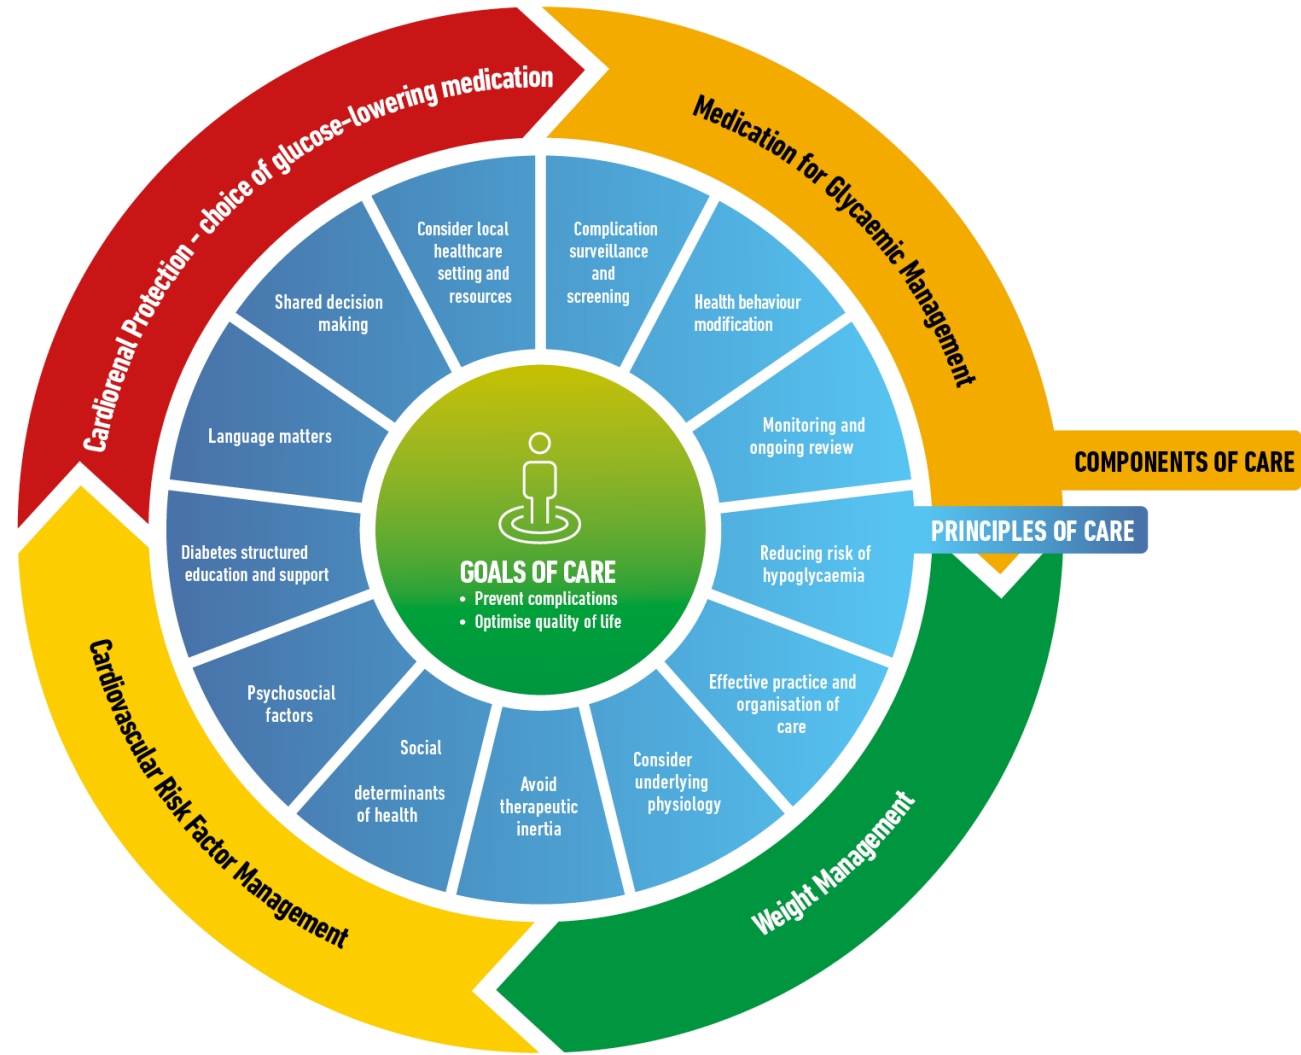 Cardiorenal Protection - choice of glucose-lowering medication
Medication for Glycaemic Management
COMPONENTS OF CARE
PRINCIPLES OF CARE
Weight Management
Cardiovascular Risk Factor Management
Consider local
healthcare
setting and
resources
Complication
surveillance
and
screening
Health behaviour
modification
Monitoring and
ongoing review
Reducing risk of
hypoglycaemia
Effective practice and
organisation of
care
Consider
underlying
physiology
Avoid
therapeutic
inertia
Social
determinants
of health
Psychosocial
factors
Diabetes structured
education and support
Language matters
Shared decision
making
GOALS OF CARE
• Prevent complications
• Optimise quality of life